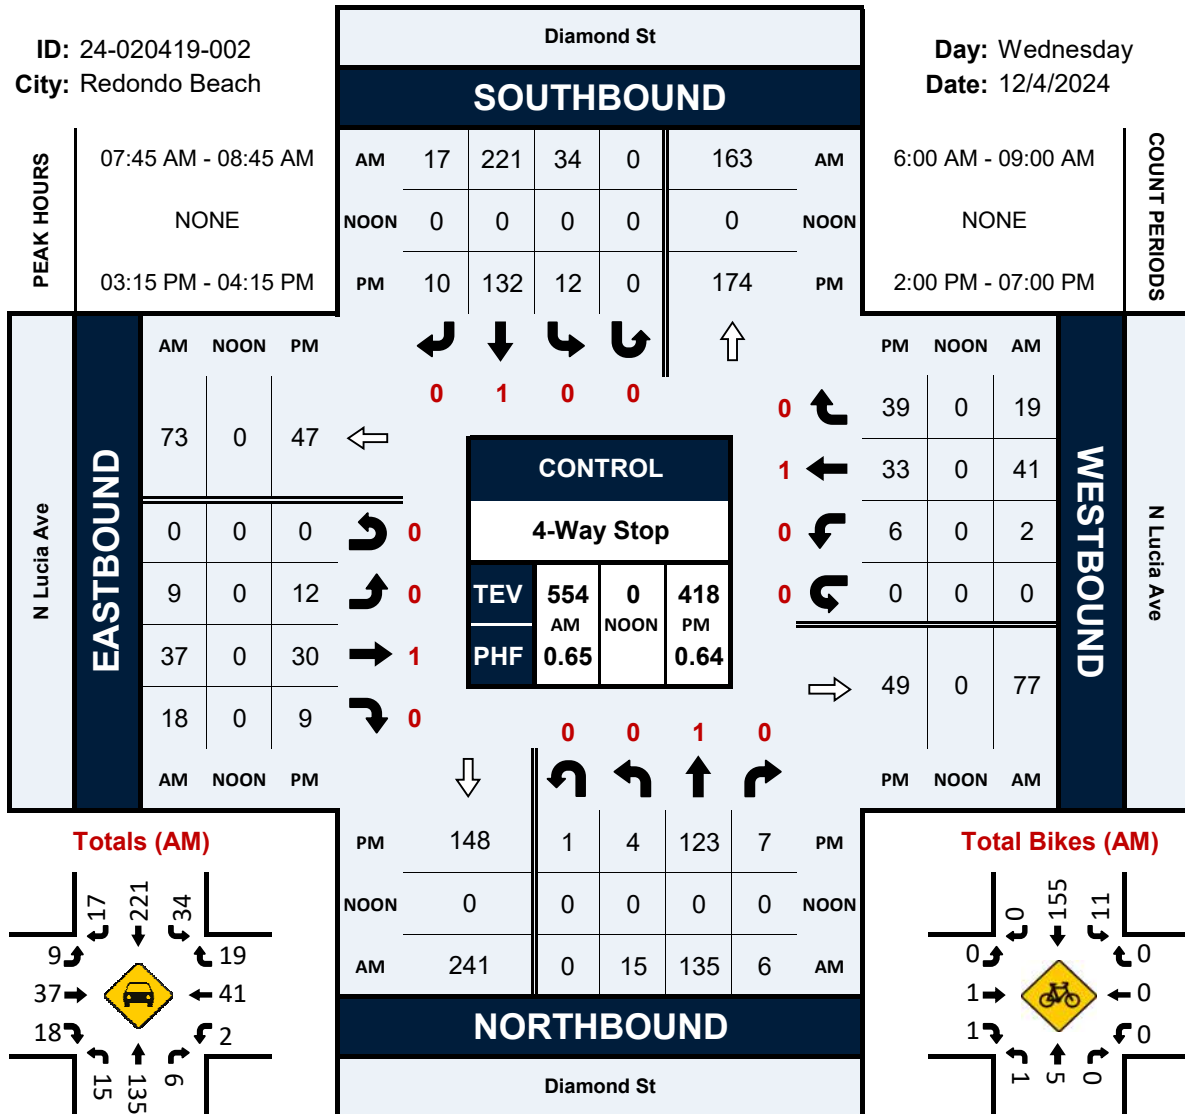 Diamond St
ID: 24-020419-002
City: Redondo Beach
Day: Wednesday
Date: 12/4/2024
SOUTHBOUND
PEAK HOURS
07:45 AM - 08:45 AM
NONE
03:15 PM - 04:15 PM
AM 17 221 34 0 163 AM
NOON 0 0 0 0 0 NOON
PM 10 132 12 0 174 PM
6:00 AM - 09:00 AM
NONE
2:00 PM - 07:00 PM
COUNT PERIODS
0 1 0 0
N Lucia Ave
EASTBOUND
AM NOON PM
73 0 47
0 0 0 0
9 0 12 0
37 0 30 1
18 0 9 0
AM NOON PM
CONTROL
4-Way Stop
TEV 554 0 418
AM NOON PM
PHF 0.65 0.64
PM NOON AM
0 39 0 19
1 33 0 41
0 6 0 2
0 0 0 0
49 0 77
PM NOON AM
WESTBOUND
N Lucia Ave
0 0 1 0
PM 148 1 4 123 7 PM
NOON 0 0 0 0 0 NOON
AM 241 0 15 135 6 AM
NORTHBOUND
Diamond St
Totals (AM)
17 221 34
9 19
37 41
18 2
15 135 6
Total Bikes (AM)
0 155 11
0 0
1 0
1 0
1 5 0